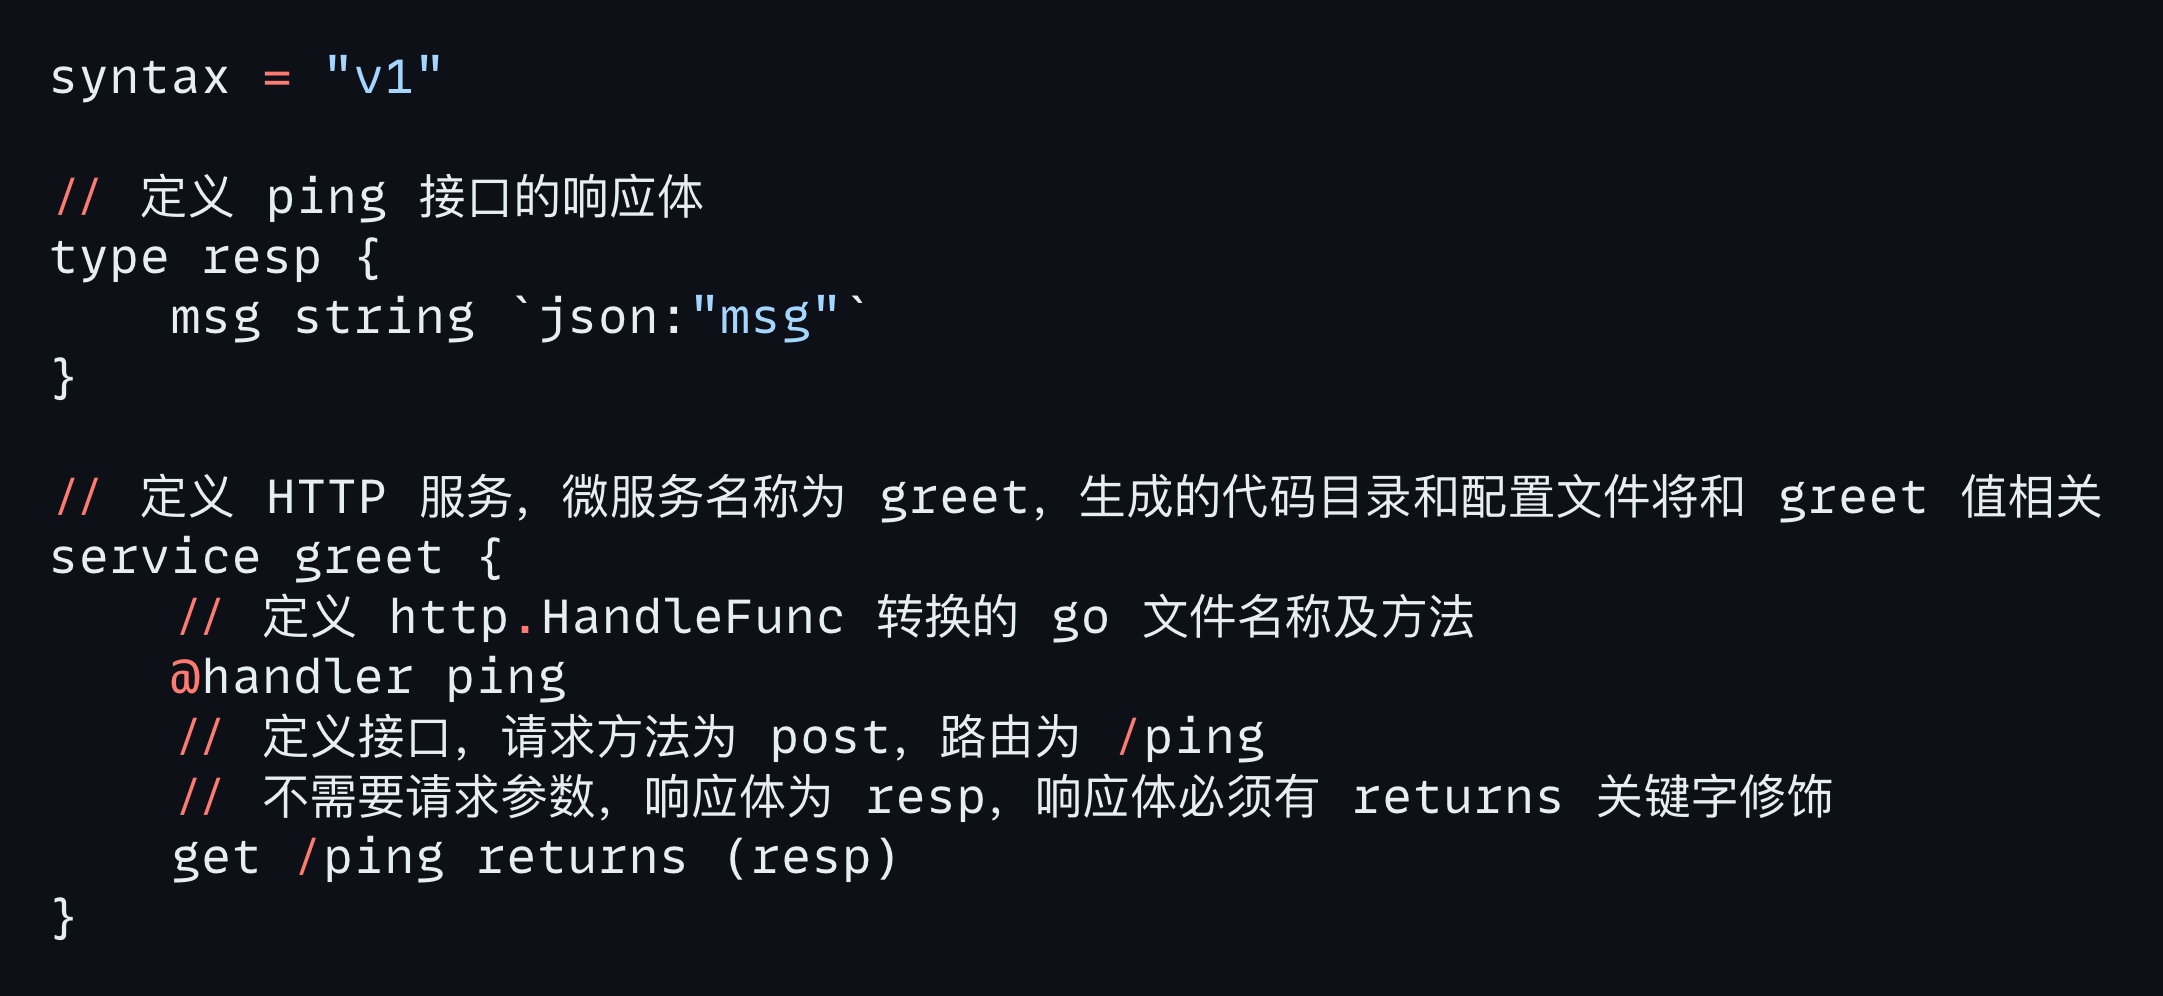 syntax = "v1"
// 定义 ping 接口的响应体
type resp {
msg string `json:"msg"`
}
// 定义 HTTP 服务，微服务名称为 greet，生成的代码目录和配置文件将和 greet 值相关
service greet {
// 定义 http.HandleFunc 转换的 go 文件名称及方法
@handler ping
// 定义接口，请求方法为 post，路由为 /ping
// 不需要请求参数，响应体为 resp，响应体必须有 returns 关键字修饰
get /ping returns (resp)
}